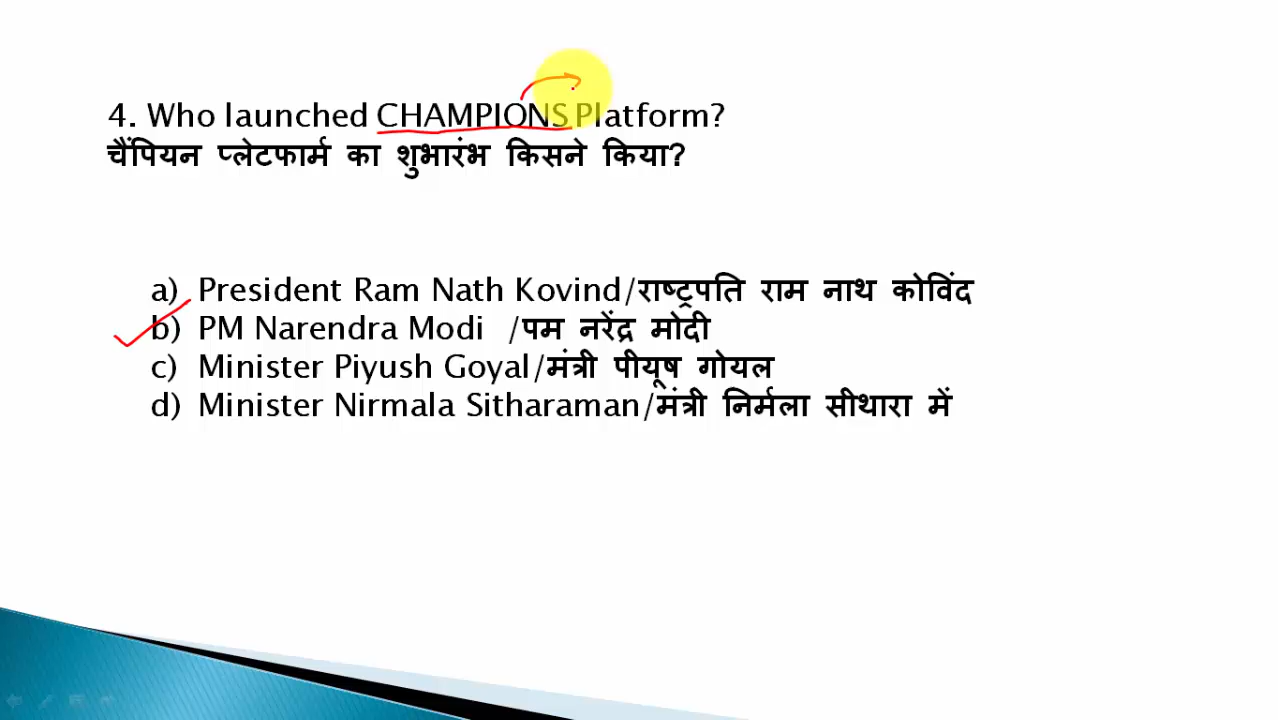 4. Who launched CHAMPIONS Platform?
चैंपियन प्लेटफार्म का शुभारंभ किसने किया?
a) President Ram Nath Kovind/राष्ट्रपति राम नाथ कोविंद
b) PM Narendra Modi /पम नरेंद्र मोदी
c) Minister Piyush Goyal/मंत्री पीयूष गोयल
d) Minister Nirmala Sitharaman/मंत्री निर्मला सीथारा में